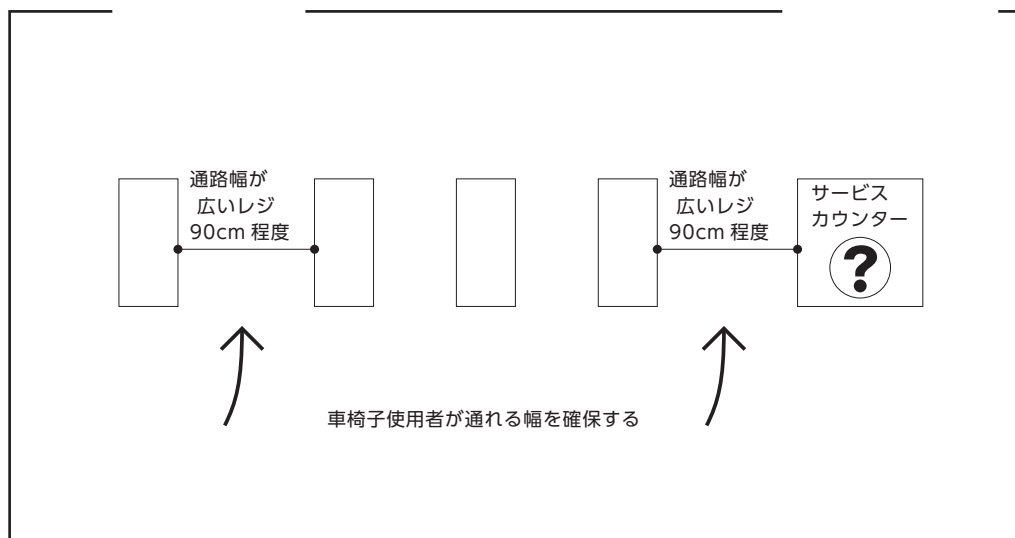 通路幅が
広いレジ
90cm 程度
通路幅が
広いレジ
90cm 程度
サービス
カウンター
?
車椅子使用者が通れる幅を確保する